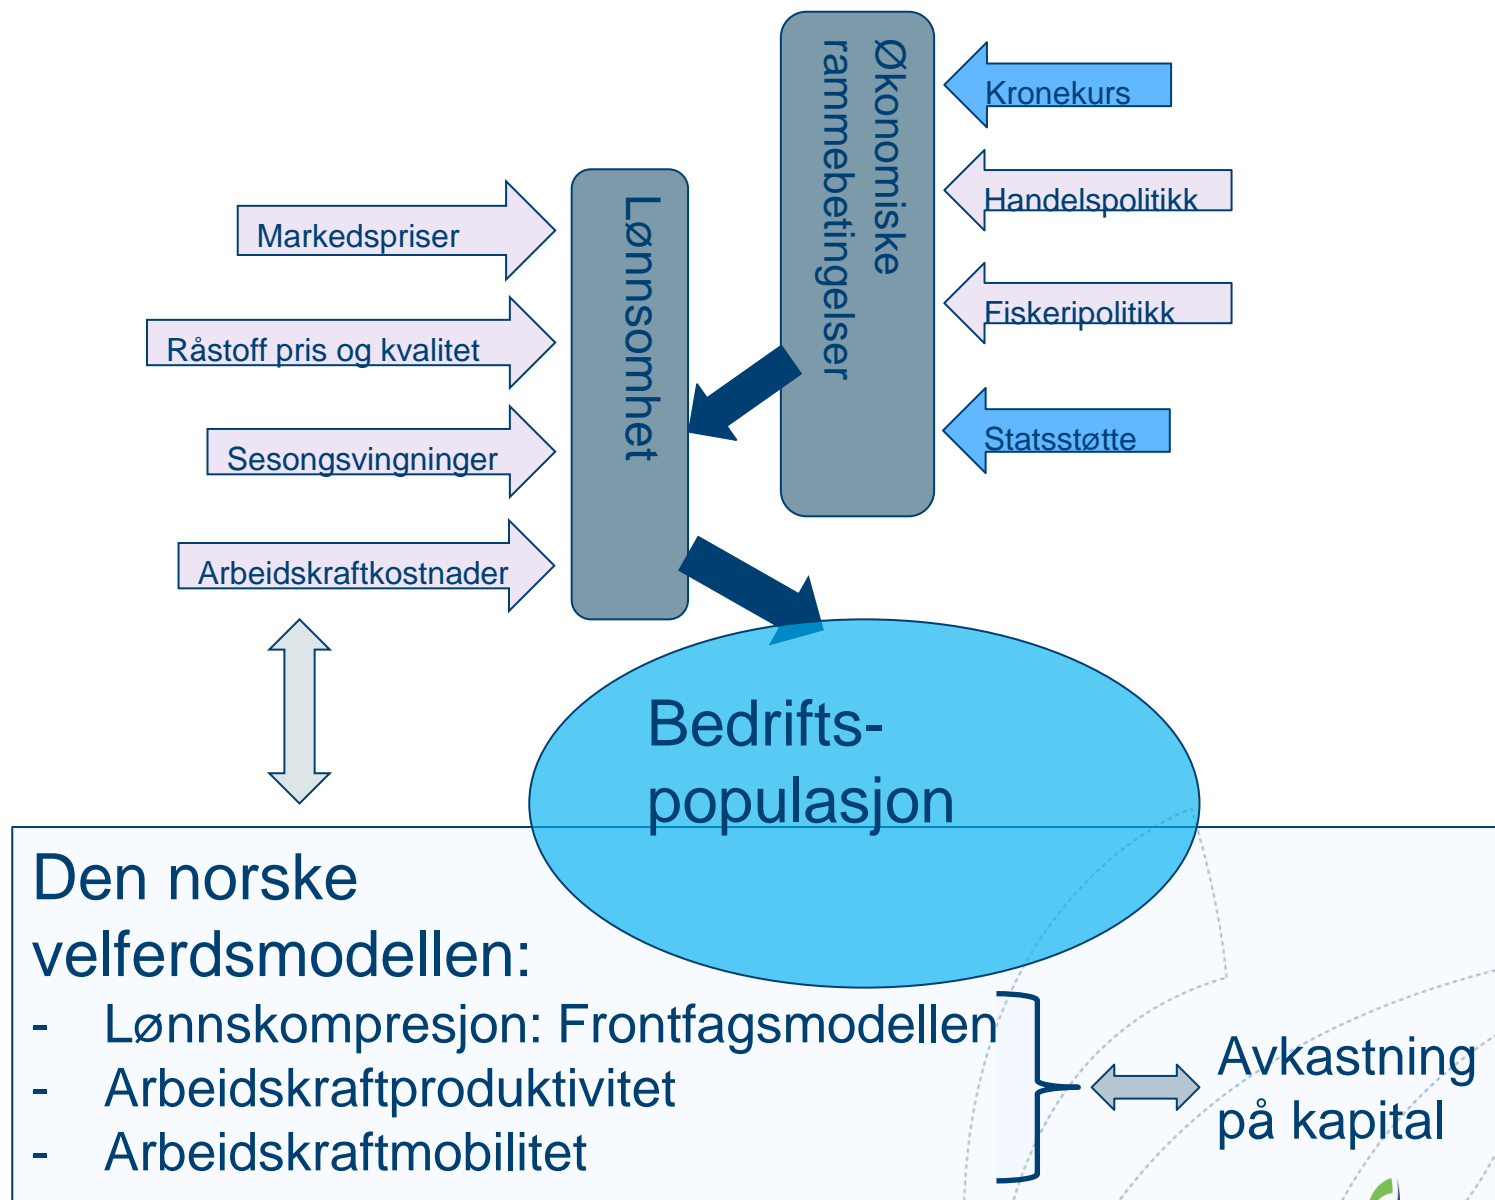 Økonomiske
rammebetingelser
Kronekurs
Handelspolitikk
Fiskeripolitikk
Statsstøtte
Lønnsomhet
Markedspriser
Råstoff pris og kvalitet
Sesongsvingninger
Arbeidskraftkostnader
Bedrifts-
populasjon
Den norske
velferdsmodellen:
- Lønnskompresjon: Frontfagsmodellen
- Arbeidskraftproduktivitet
- Arbeidskraftmobilitet
Avkastning
på kapital